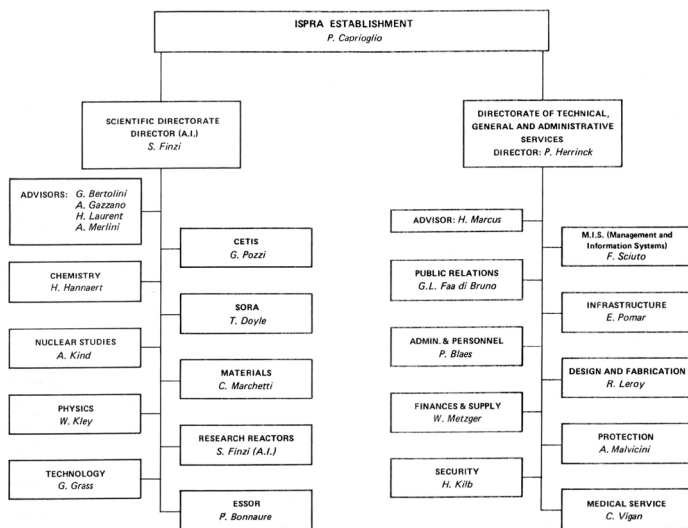 ISPRA ESTABLISHMENT
P. Caprioglio
SCIENTIFIC DIRECTORATE
DIRECTOR (A.I.)
S. Finzi
DIRECTORATE OF TECHNICAL,
GENERAL AND ADMINISTRATIVE
SERVICES
DIRECTOR: P. Herrinck
ADVISORS: G. Bertolini
A. Gazzano
H. Laurent
A. Merlini
CETIS
G. Pozzi
CHEMISTRY
H. Hannaert
SORA
T. Doyle
NUCLEAR STUDIES
A. Kind
MATERIALS
C. Marchetti
PHYSICS
W. Kley
RESEARCH REACTORS
S. Finzi (A.I.)
TECHNOLOGY
G. Grass
ESSOR
P. Bonnaure
ADVISOR: H. Marcus
M.I.S. (Management and
Information Systems)
F. Sciuto
PUBLIC RELATIONS
G.L. Faa di Bruno
INFRASTRUCTURE
E. Pomar
ADMIN. & PERSONNEL
P. Blaes
DESIGN AND FABRICATION
R. Leroy
FINANCES & SUPPLY
W. Metzger
PROTECTION
A. Malvicini
SECURITY
H. Kilb
MEDICAL SERVICE
C. Vigan